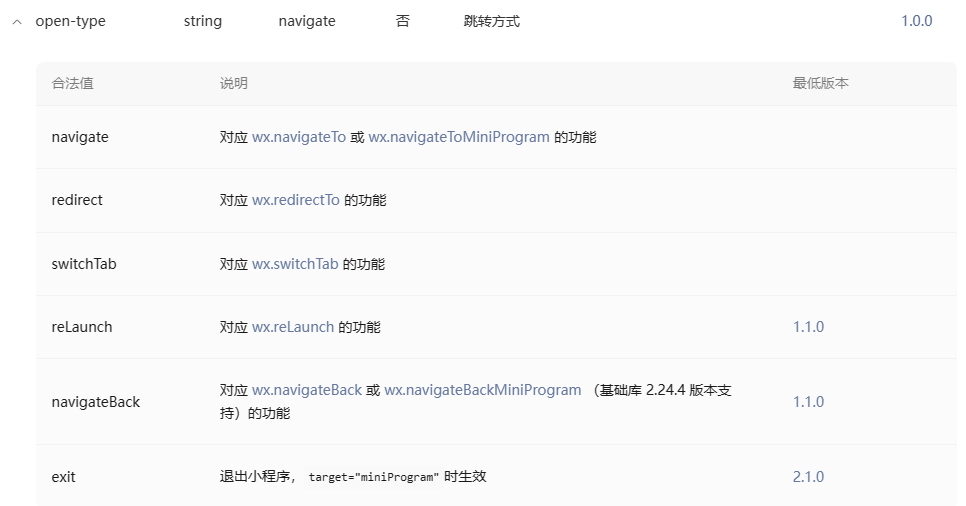 open-type string navigate 否 跳转方式 1.0.0
合法值 说明 最低版本
navigate 对应 wx.navigateTo 或 wx.navigateToMiniProgram 的功能
redirect 对应 wx.redirectTo 的功能
switchTab 对应 wx.switchTab 的功能
reLaunch 对应 wx.reLaunch 的功能 1.1.0
navigateBack 对应 wx.navigateBack 或 wx.navigateBackMiniProgram （基础库 2.24.4 版本支 1.1.0
持）的功能
exit 退出小程序， target="miniProgram" 时生效 2.1.0